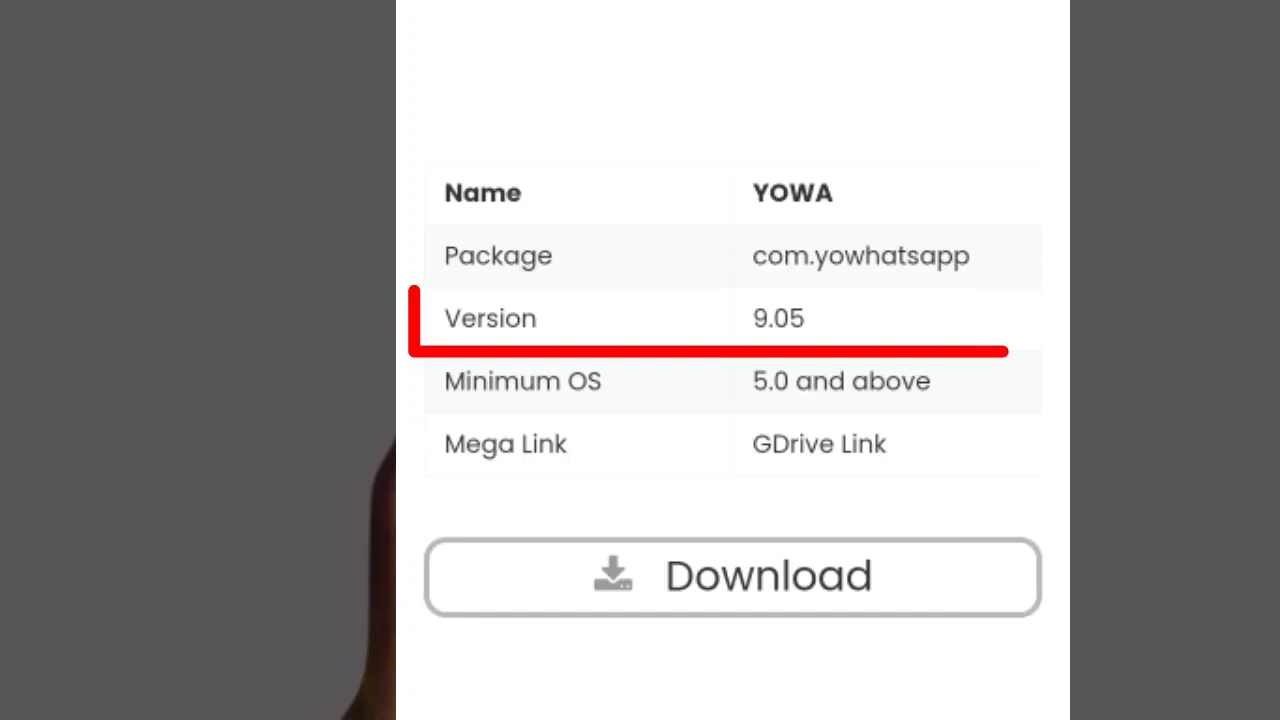 Name YOWA
Package com.yowhatsapp
Version 9.05
Minimum OS 5.0 and above
Mega Link GDrive Link
Download